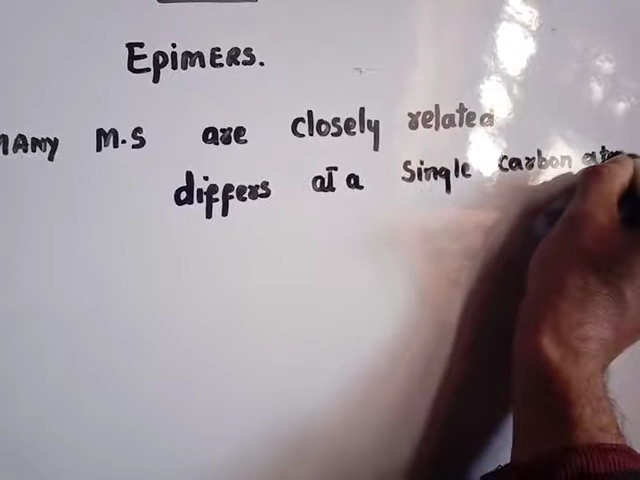 Epimers.
MANY M.S are closely related
differs at a single carbon